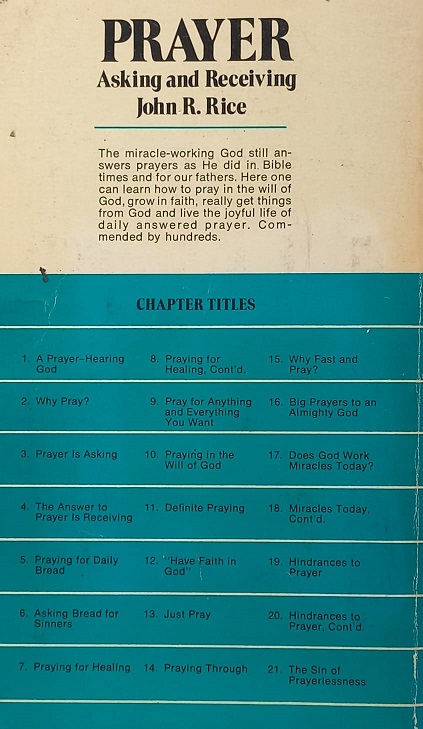 PRAYER
Asking and Receiving
John R. Rice
The miracle-working God still an-
swers prayers as He did in Bible
times and for our fathers. Here one
can learn how to pray in the will of
God, grow in faith, really get things
from God and live the joyful life of
daily answered prayer. Com-
mended by hundreds.
CHAPTER TITLES
1. A Prayer–Hearing
God
2. Why Pray?
3. Prayer Is Asking
4. The Answer to
Prayer Is Receiving
5. Praying for Daily
Bread
6. Asking Bread for
Sinners
7. Praying for Healing
8. Praying for
Healing, Cont'd.
9. Pray for Anything
and Everything
You Want
10. Praying in the
Will of God
11. Definite Praying
12. "Have Faith in
God"
13. Just Pray
14. Praying Through
15. Why Fast and
Pray?
16. Big Prayers to an
Almighty God
17. Does God Work
Miracles Today?
18. Miracles Today,
Cont'd.
19. Hindrances to
Prayer
20. Hindrances to
Prayer, Cont'd.
21. The Sin of
Prayerlessness